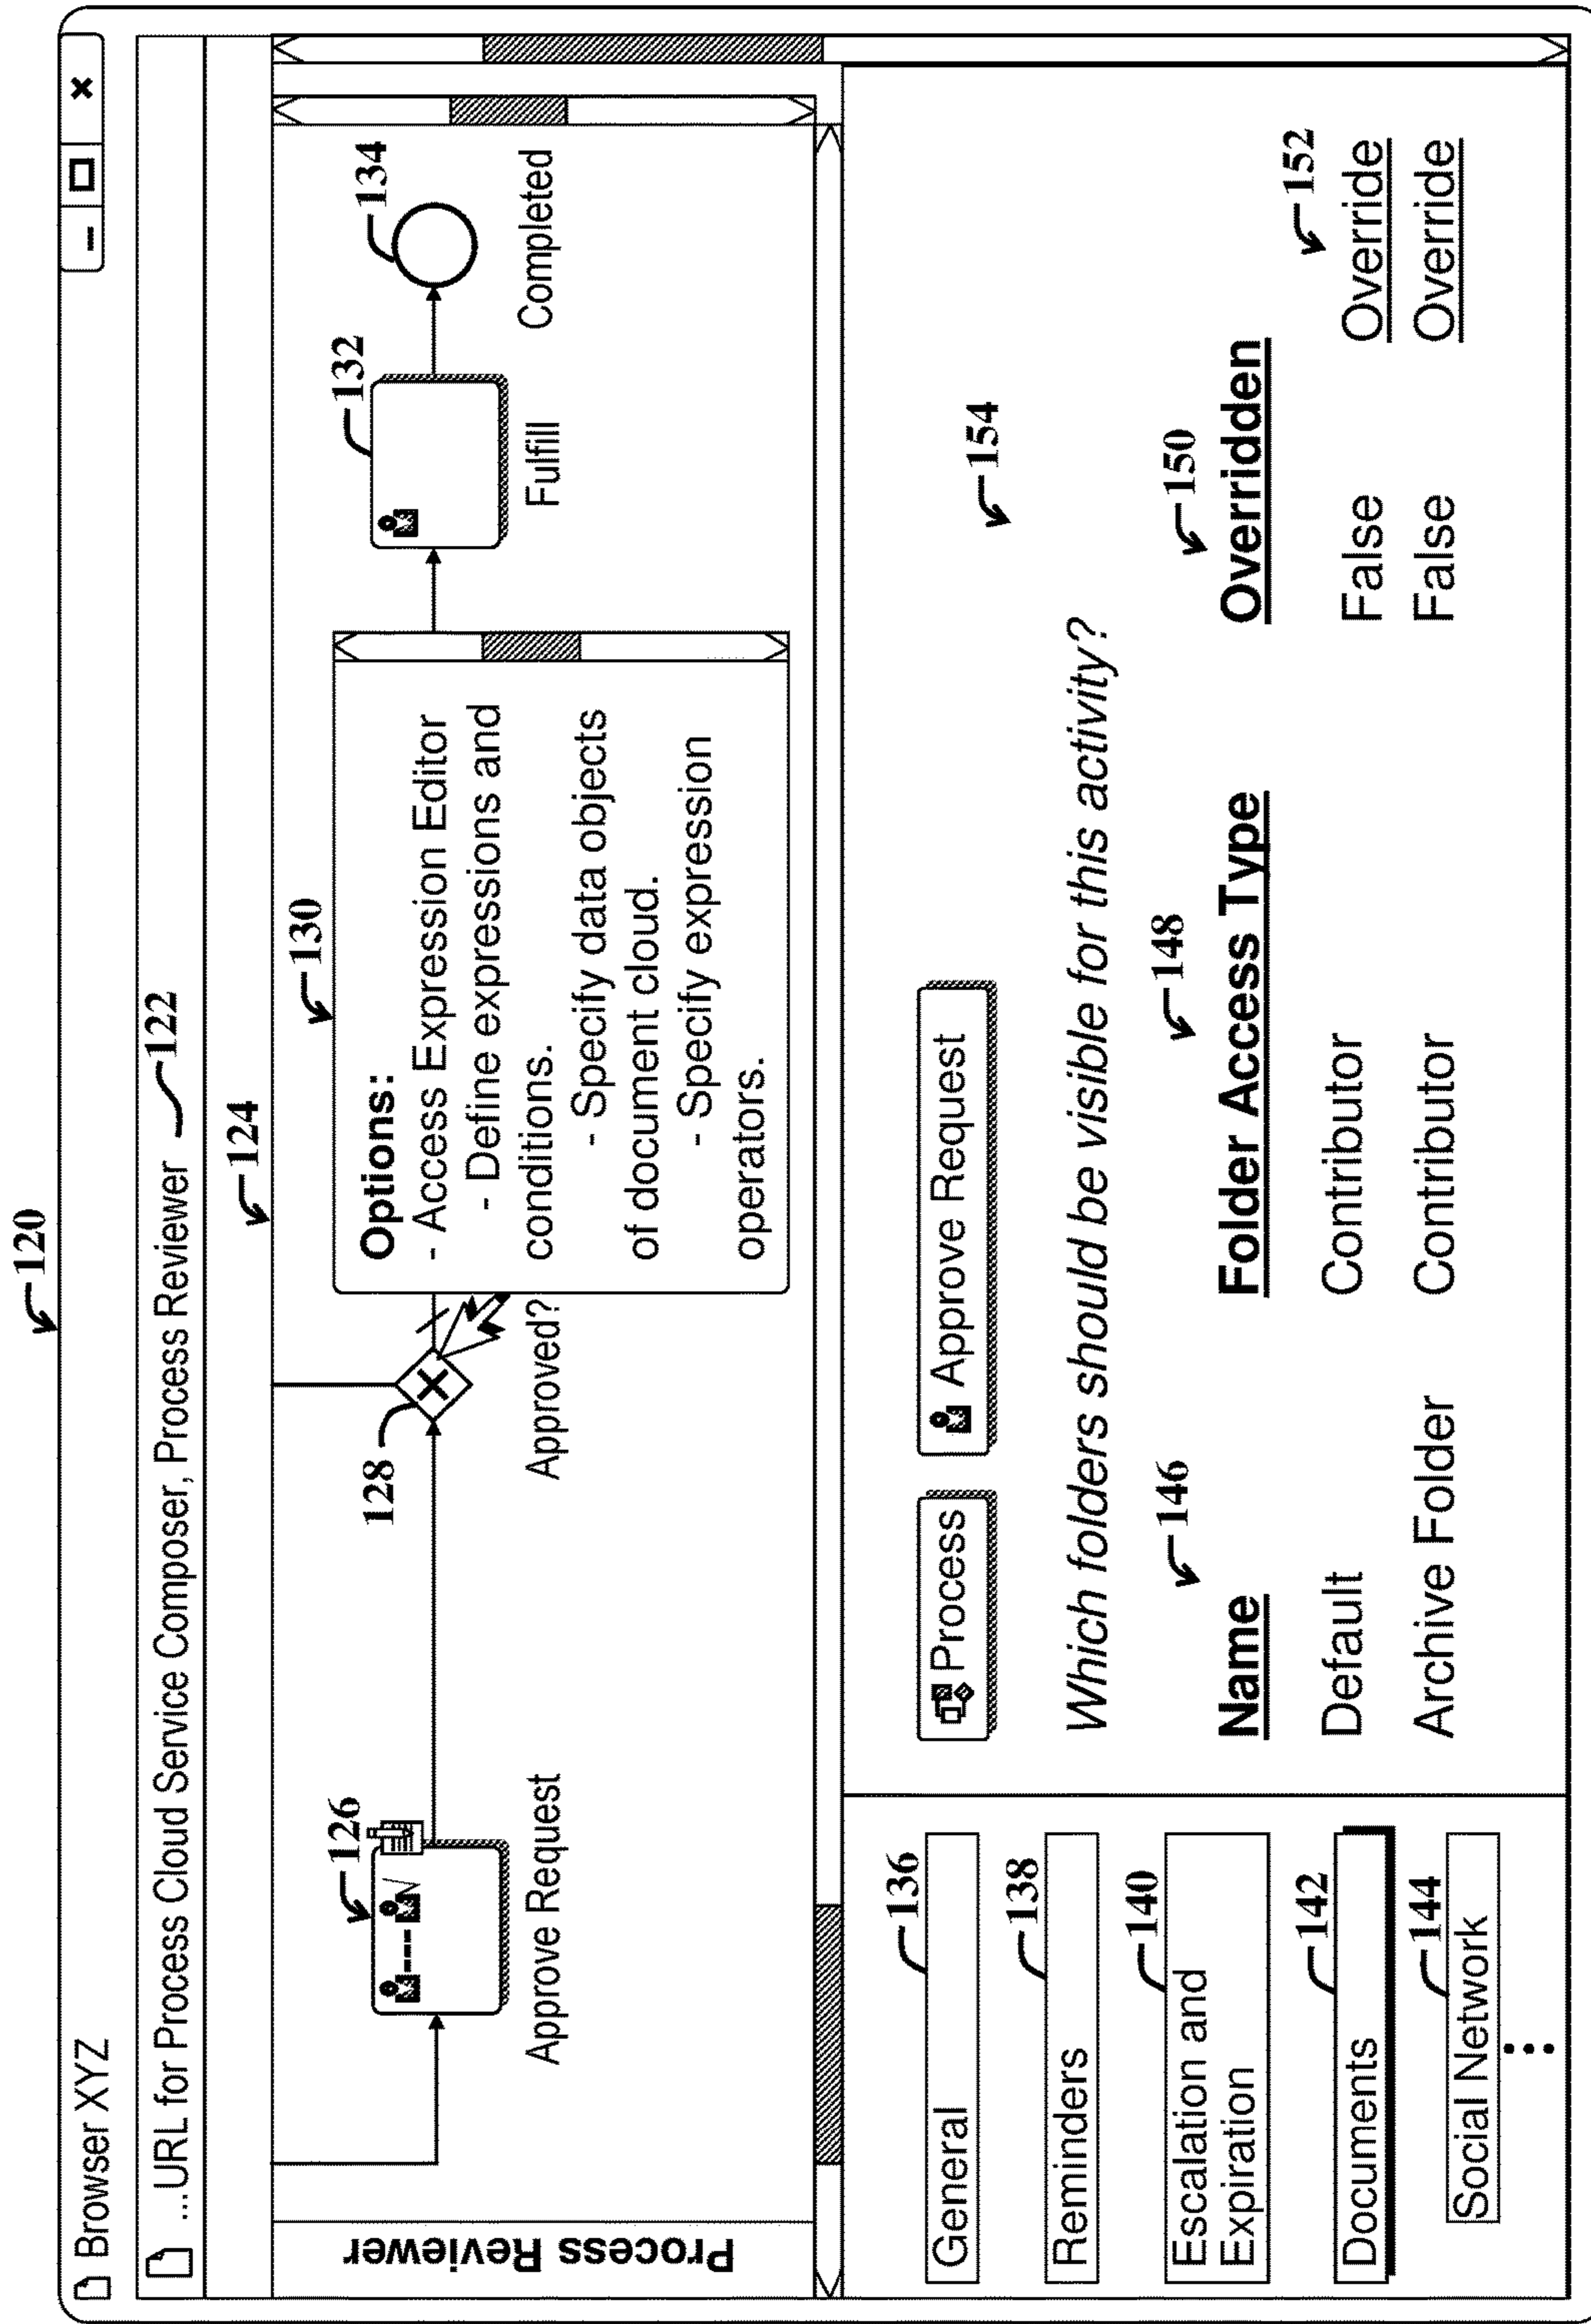 120
Browser XYZ
...URL for Process Cloud Service Composer, Process Reviewer
122
124
Process Reviewer
126
Approve Request
128
Approved?
130
Options:
- Access Expression Editor
- Define expressions and
conditions.
- Specify data objects
of document cloud.
- Specify expression
operators.
132
Fulfill
134
Completed
136
General
138
Reminders
140
Escalation and
Expiration
142
Documents
144
Social Network
Process
Approve Request
154
Which folders should be visible for this activity?
146
148
150
Name Folder Access Type Overridden
152
Default Contributor False Override
Archive Folder Contributor False Override